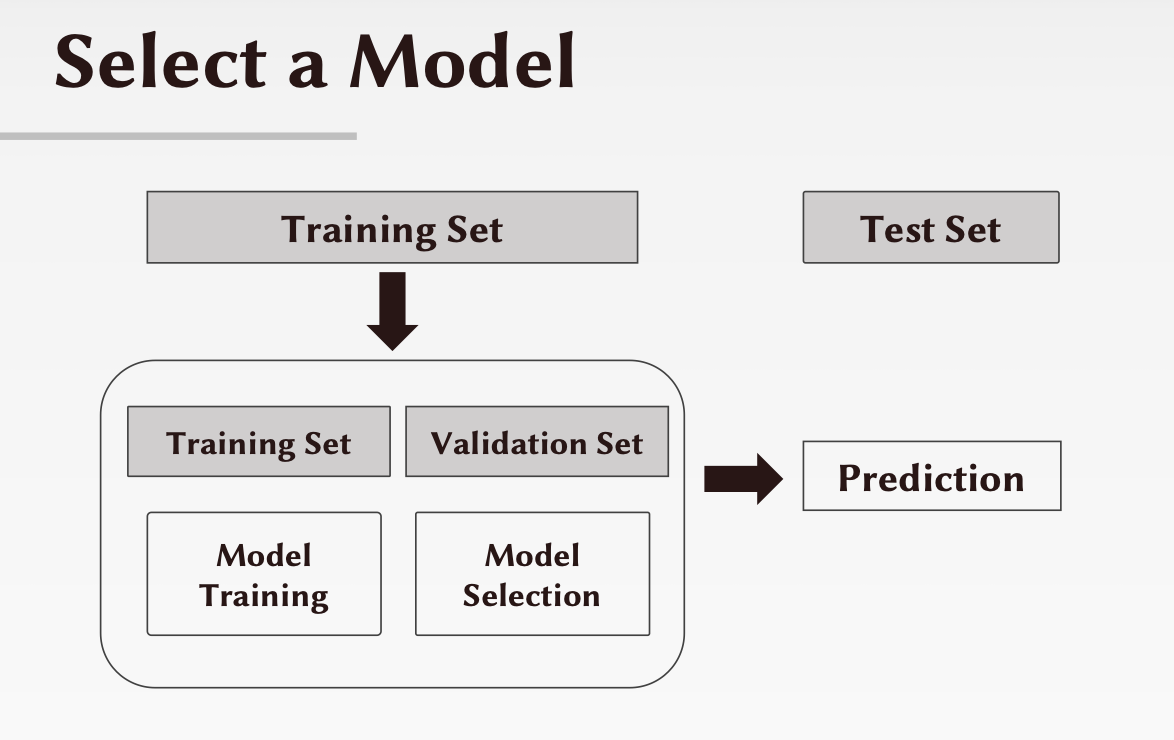 Select a Model
Training Set
Test Set
Training Set
Validation Set
Prediction
Model
Training
Model
Selection